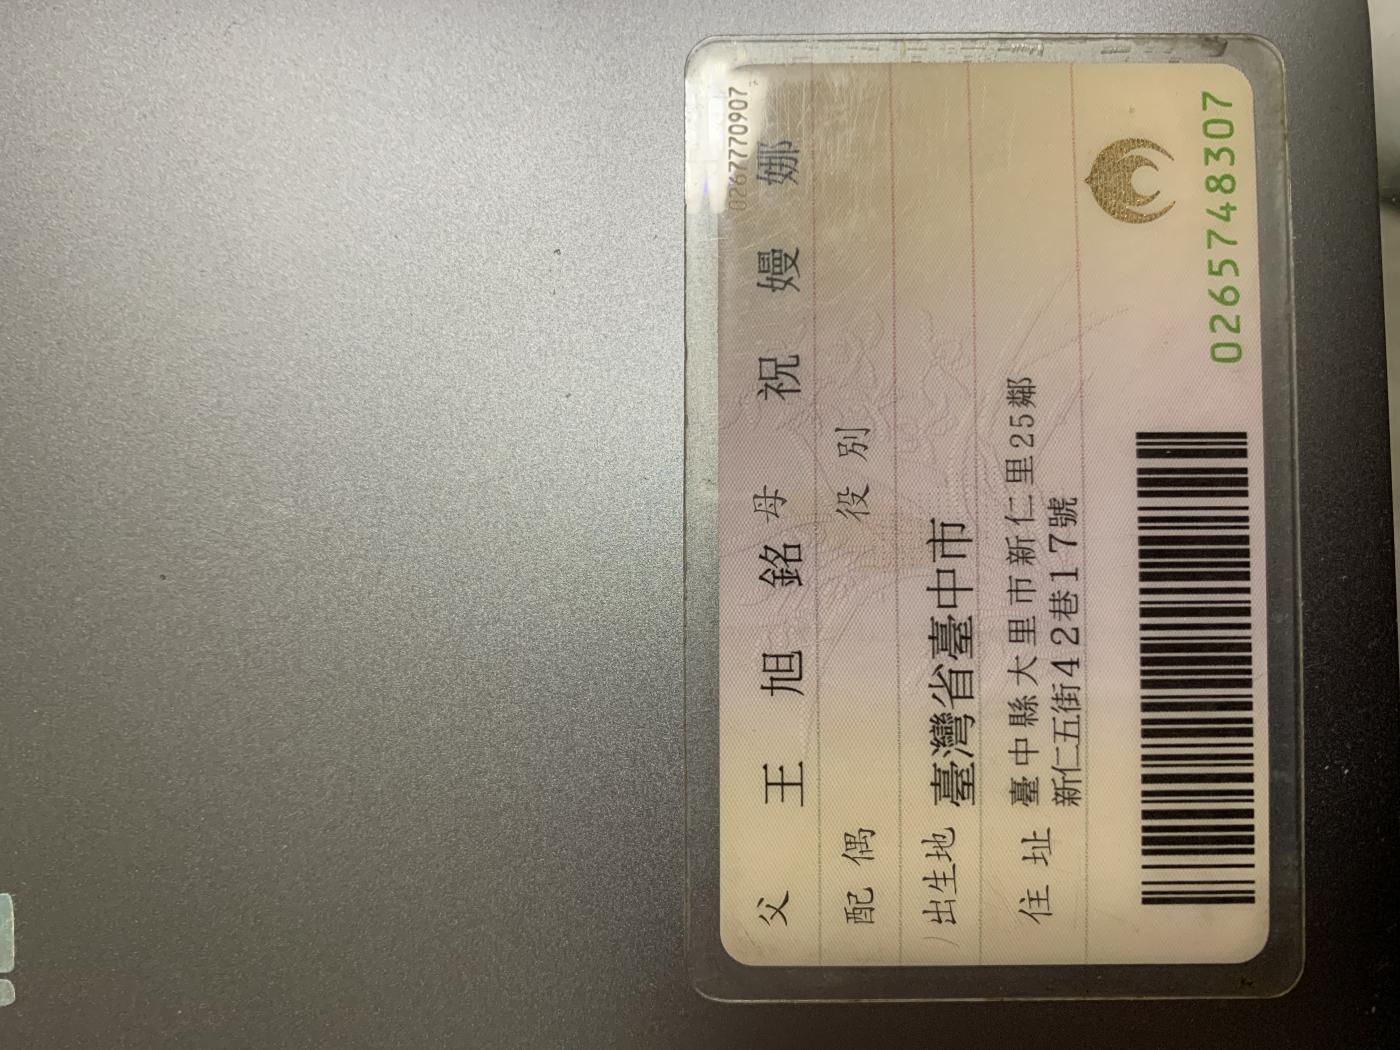 0267770907
父 王旭銘 母 祝嫚娜
配偶 役別
出生地 臺灣省臺中市
住址 臺中縣大里市新仁里25鄰
新仁五街42巷17號
0265748307